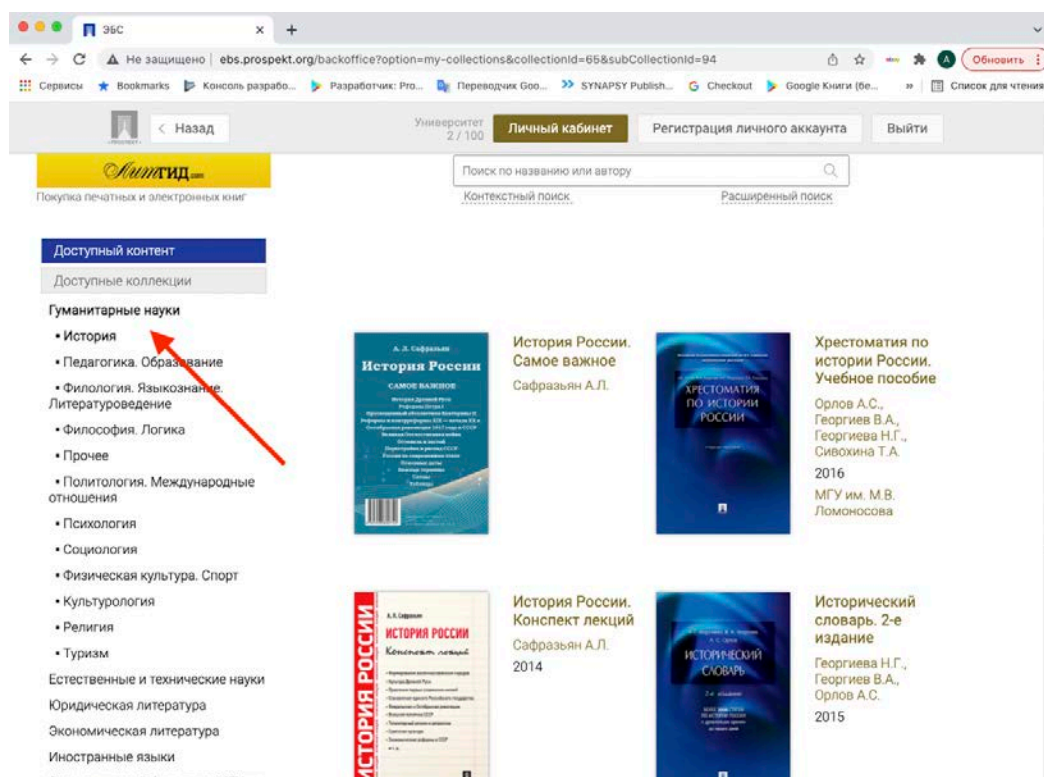 ЭБС
Не защищено | ebs.prospekt.org/backoffice?option=my-collections&collectionId=65&subCollectionId=94
Обновить
Сервисы Bookmarks Консоль разрабо... Разработчик: Pro... Переводчик Goo... SYNAPSY Publish... Checkout Google Книги (бе... » Список для чтения
< Назад
Университет
2 / 100
Личный кабинет
Регистрация личного аккаунта
Выйти
Литгид.com
Покупка печатных и электронных книг
Поиск по названию или автору
Контекстный поиск
Расширенный поиск
Доступный контент
Доступные коллекции
Гуманитарные науки
• История
• Педагогика. Образование
• Филология. Языкознание.
Литературоведение
• Философия. Логика
• Прочее
• Политология. Международные
отношения
• Психология
• Социология
• Физическая культура. Спорт
• Культурология
• Религия
• Туризм
Естественные и технические науки
Юридическая литература
Экономическая литература
Иностранные языки
А. Л. Сафразьян
История России
САМОЕ ВАЖНОЕ
История России.
Самое важное
Сафразьян А.Л.
ХРЕСТОМАТИЯ
ПО ИСТОРИИ
РОССИИ
Хрестоматия по
истории России.
Учебное пособие
Орлов А.С.,
Георгиев В.А.,
Георгиева Н.Г.,
Сивохина Т.А.
2016
МГУ им. М.В.
Ломоносова
ИСТОРИЯ РОССИИ
А. Л. Сафразьян
ИСТОРИЯ РОССИИ
Конспект лекций
История России.
Конспект лекций
Сафразьян А.Л.
2014
ИСТОРИЧЕСКИЙ
СЛОВАРЬ
2-е издание
Исторический
словарь. 2-е
издание
Георгиева Н.Г.,
Георгиев В.А.,
Орлов А.С.
2015